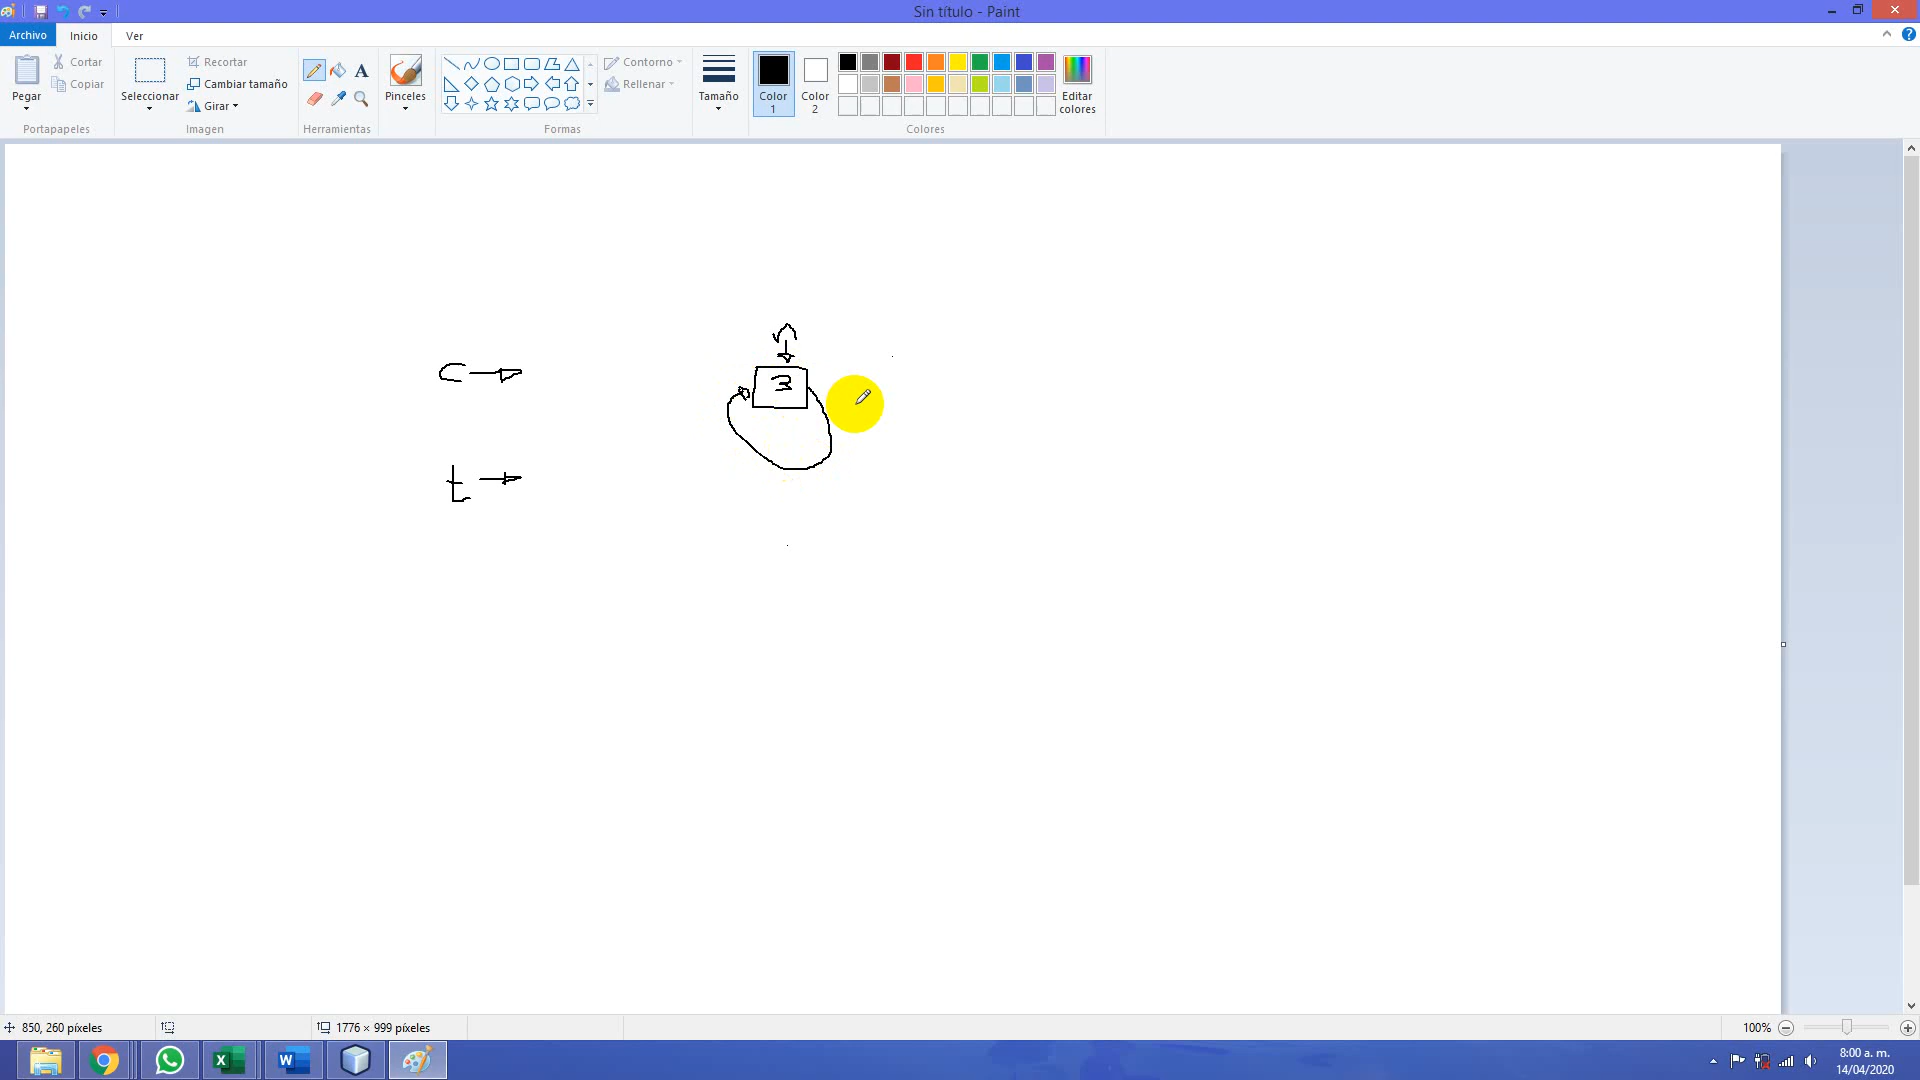 Sin título - Paint
Archivo Inicio Ver
Pegar
Cortar
Copiar
Portapapeles
Seleccionar
Recortar
Cambiar tamaño
Girar
Imagen
A
Herramientas
Pinceles
Formas
Contorno
Rellenar
Tamaño
Color 1
Color 2
Colores
Editar colores
3
C
t
850, 260 píxeles
1776 × 999 píxeles
100%
8:00 a. m.
14/04/2020